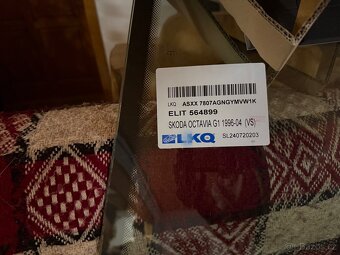 LKQ ASXX 7807AGNGYMVW1K
ELIT 564899
SKODA OCTAVIA G1 1996-04 (VS)
LKQ SL240720203